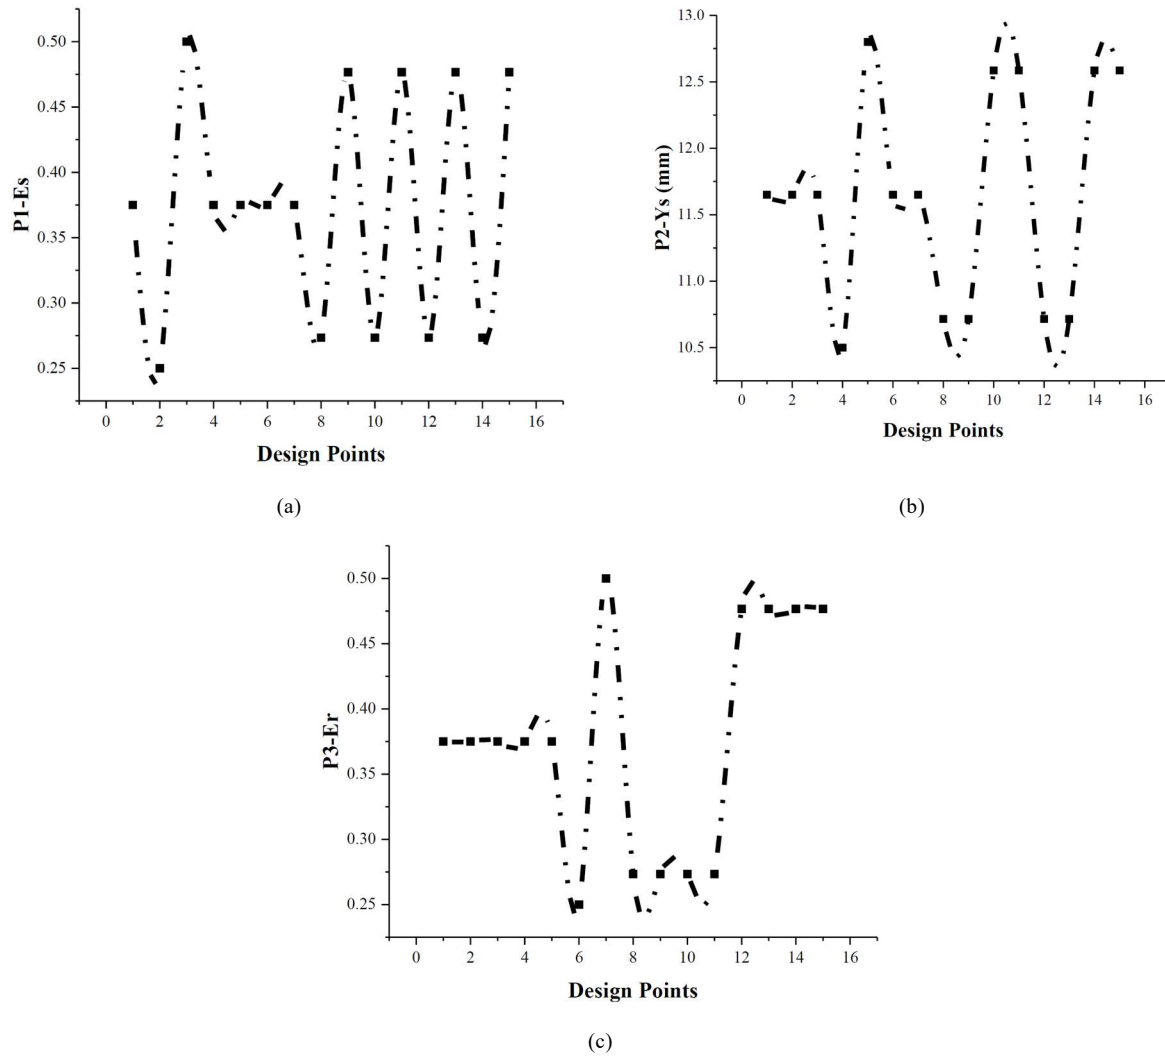 0.50
0.45
0.40
0.35
0.30
0.25
P1-Es
0 2 4 6 8 10 12 14 16
Design Points
(a)
13.0
12.5
12.0
11.5
11.0
10.5
P2-Ys (mm)
0 2 4 6 8 10 12 14 16
Design Points
(b)
0.50
0.45
0.40
0.35
0.30
0.25
P3-Er
0 2 4 6 8 10 12 14 16
Design Points
(c)